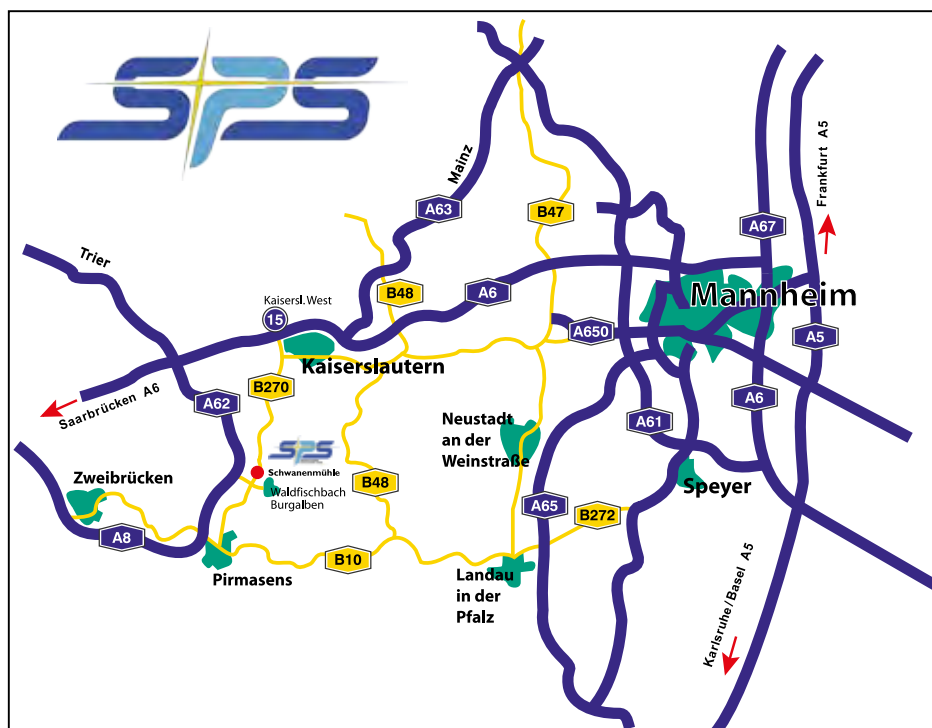 SPS
Mainz
Frankfurt A5
A63
B47
A67
Trier
Kaisersl. West
B48
A6
Mannheim
15
A650
A5
Kaiserslautern
Saarbrücken A6
B270
A62
A6
Neustadt
an der
Weinstraße
A61
SPS
Schwanenmühle
Zweibrücken
Waldfischbach
Burgalben
B48
Speyer
A65
B272
A8
B10
Pirmasens
Landau
in der
Pfalz
Karlsruhe/Basel A5